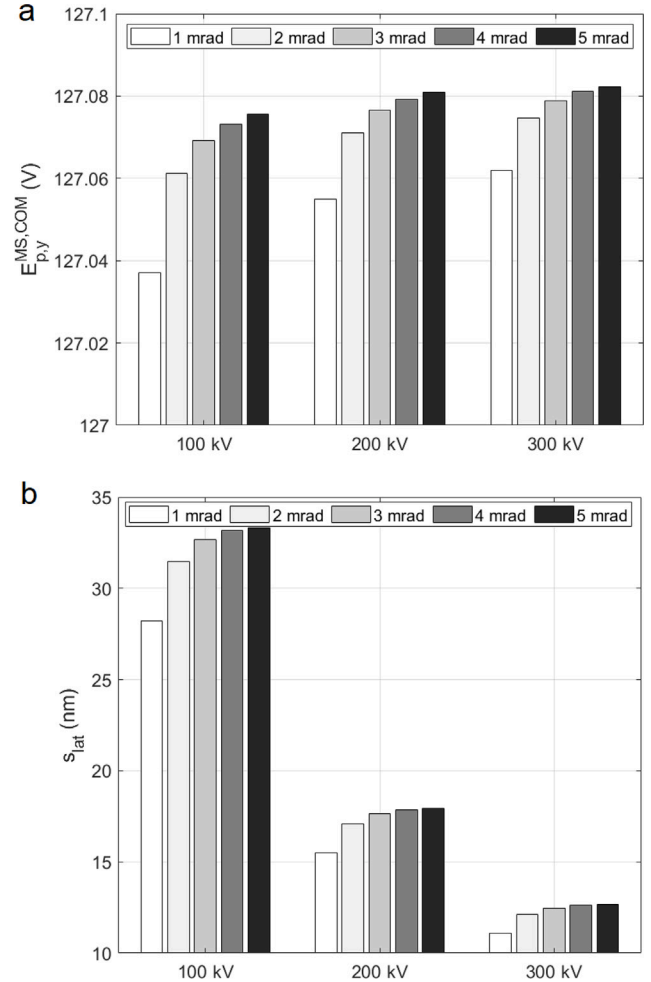 a
127.1
1 mrad 2 mrad 3 mrad 4 mrad 5 mrad
127.08
127.06
127.04
127.02
127
E_{p,y}^{MS,COM} (V)
100 kV 200 kV 300 kV
b
35
1 mrad 2 mrad 3 mrad 4 mrad 5 mrad
30
25
20
15
10
s_{lat} (nm)
100 kV 200 kV 300 kV